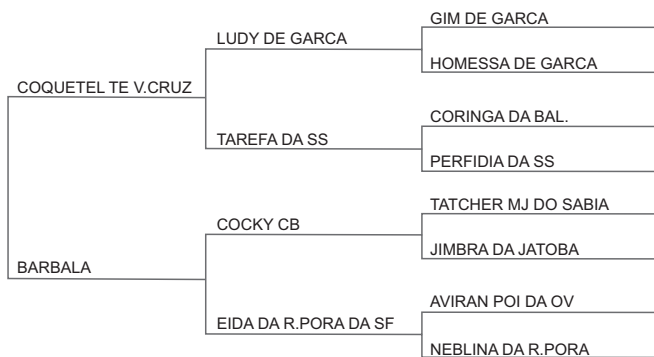 GIM DE GARCA
LUDY DE GARCA
HOMESSA DE GARCA
COQUETEL TE V.CRUZ
CORINGA DA BAL.
TAREFA DA SS
PERFIDIA DA SS
TATCHER MJ DO SABIA
COCKY CB
JIMBRA DA JATOBA
BARBALA
AVIRAN POI DA OV
EIDA DA R.PORA DA SF
NEBLINA DA R.PORA